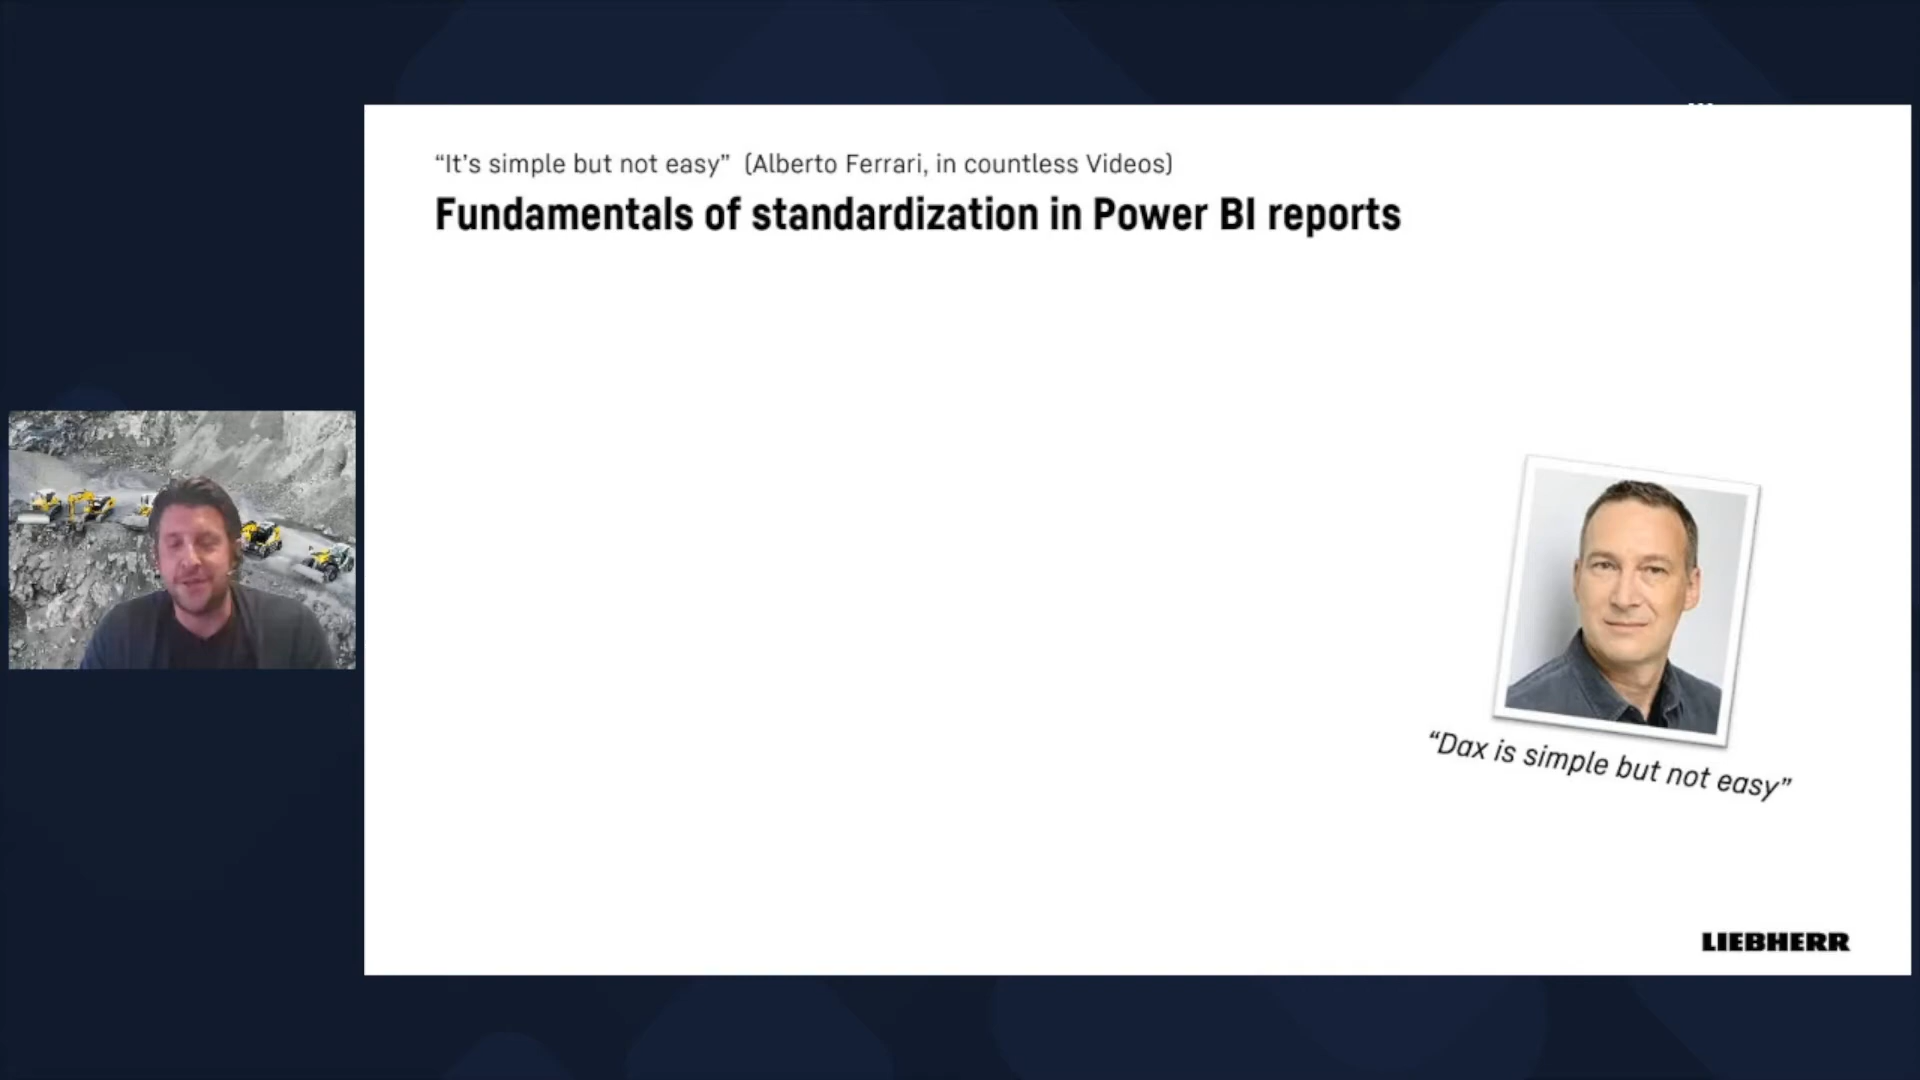 “It’s simple but not easy” (Alberto Ferrari, in countless Videos)
Fundamentals of standardization in Power BI reports
“Dax is simple but not easy”
LIEBHERR